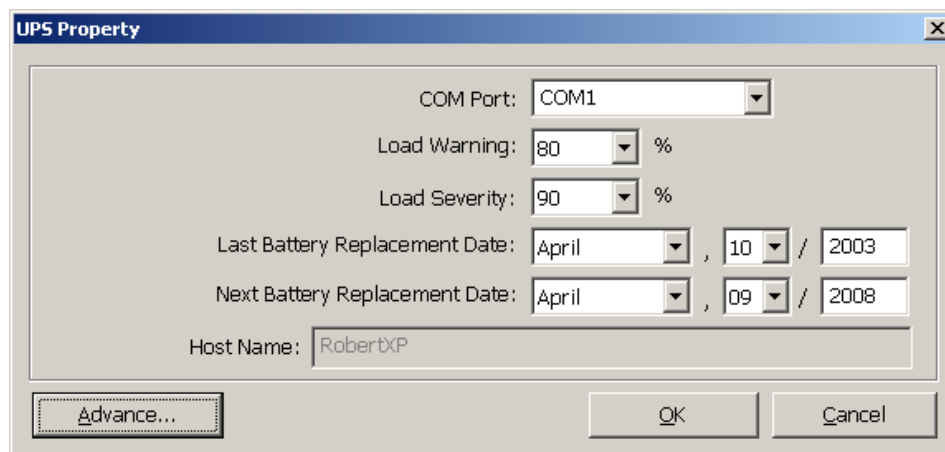 UPS Property
COM Port: COM1
Load Warning: 80 %
Load Severity: 90 %
Last Battery Replacement Date: April , 10 / 2003
Next Battery Replacement Date: April , 09 / 2008
Host Name: RobertXP
Advance... OK Cancel